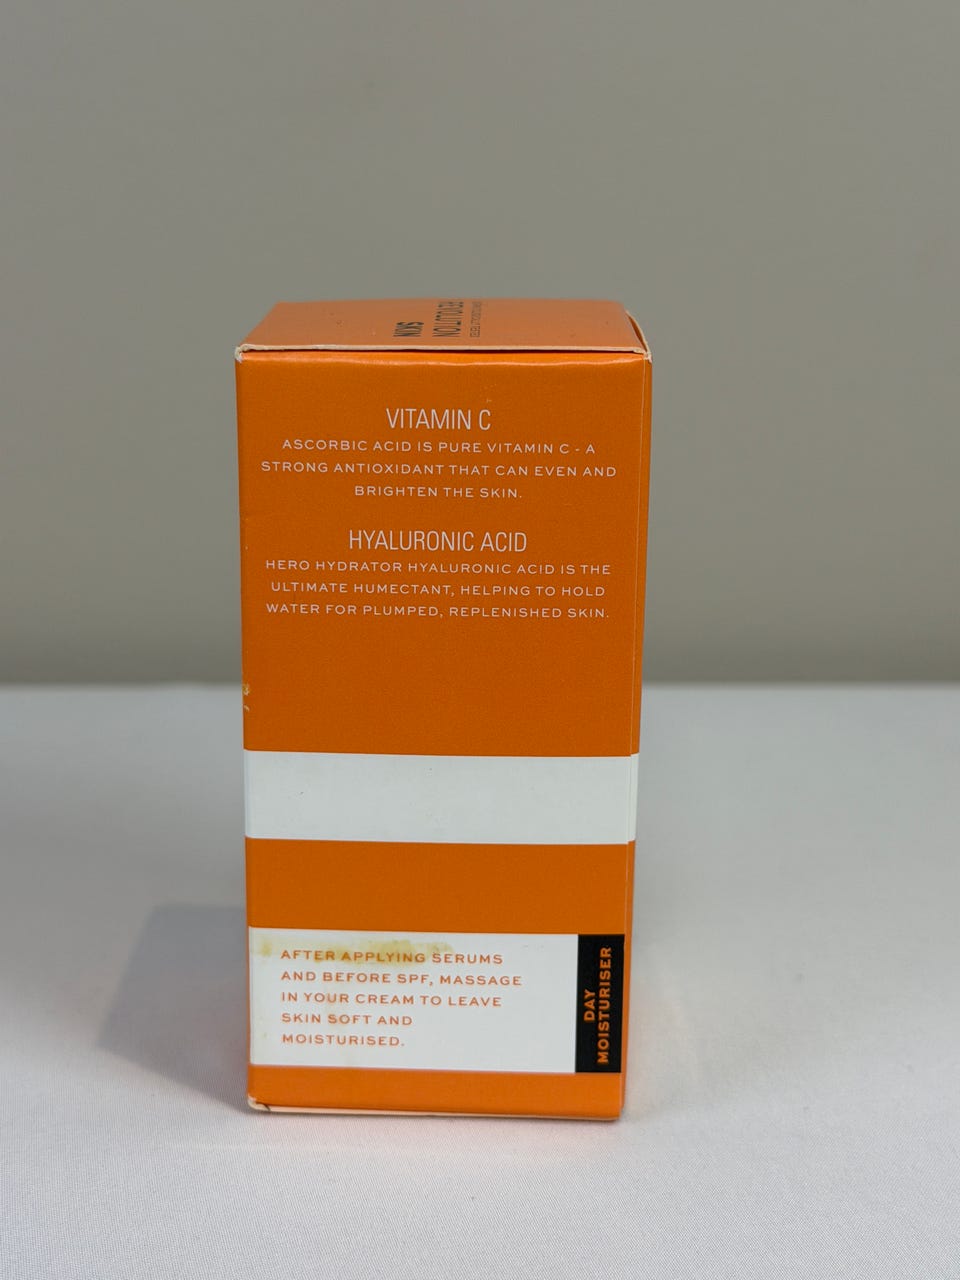 SKIN
REVOLUTION
VITAMIN C
ASCORBIC ACID IS PURE VITAMIN C - A
STRONG ANTIOXIDANT THAT CAN EVEN AND
BRIGHTEN THE SKIN.
HYALURONIC ACID
HERO HYDRATOR HYALURONIC ACID IS THE
ULTIMATE HUMECTANT, HELPING TO HOLD
WATER FOR PLUMPED, REPLENISHED SKIN.
AFTER APPLYING SERUMS
AND BEFORE SPF, MASSAGE
IN YOUR CREAM TO LEAVE
SKIN SOFT AND
MOISTURISED.
DAY
MOISTURISER